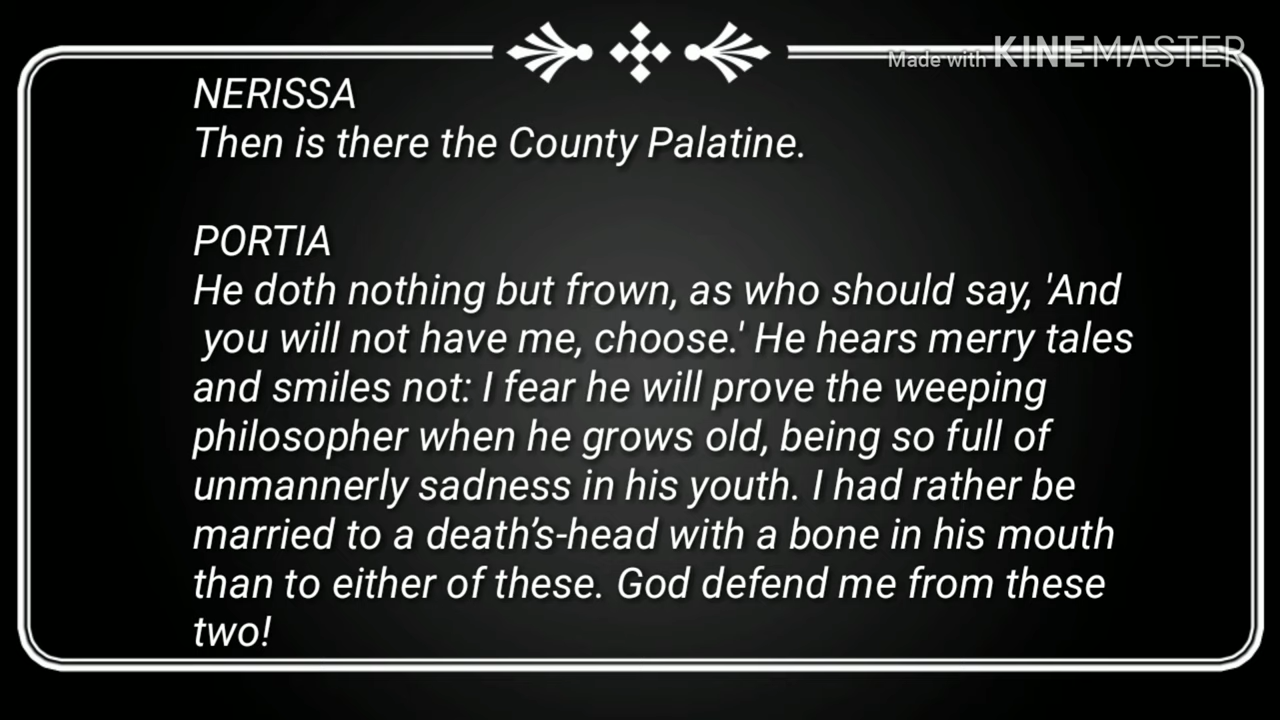 Made with KINEMASTER
NERISSA
Then is there the County Palatine.
PORTIA
He doth nothing but frown, as who should say, 'And
you will not have me, choose.' He hears merry tales
and smiles not: I fear he will prove the weeping
philosopher when he grows old, being so full of
unmannerly sadness in his youth. I had rather be
married to a death’s-head with a bone in his mouth
than to either of these. God defend me from these
two!